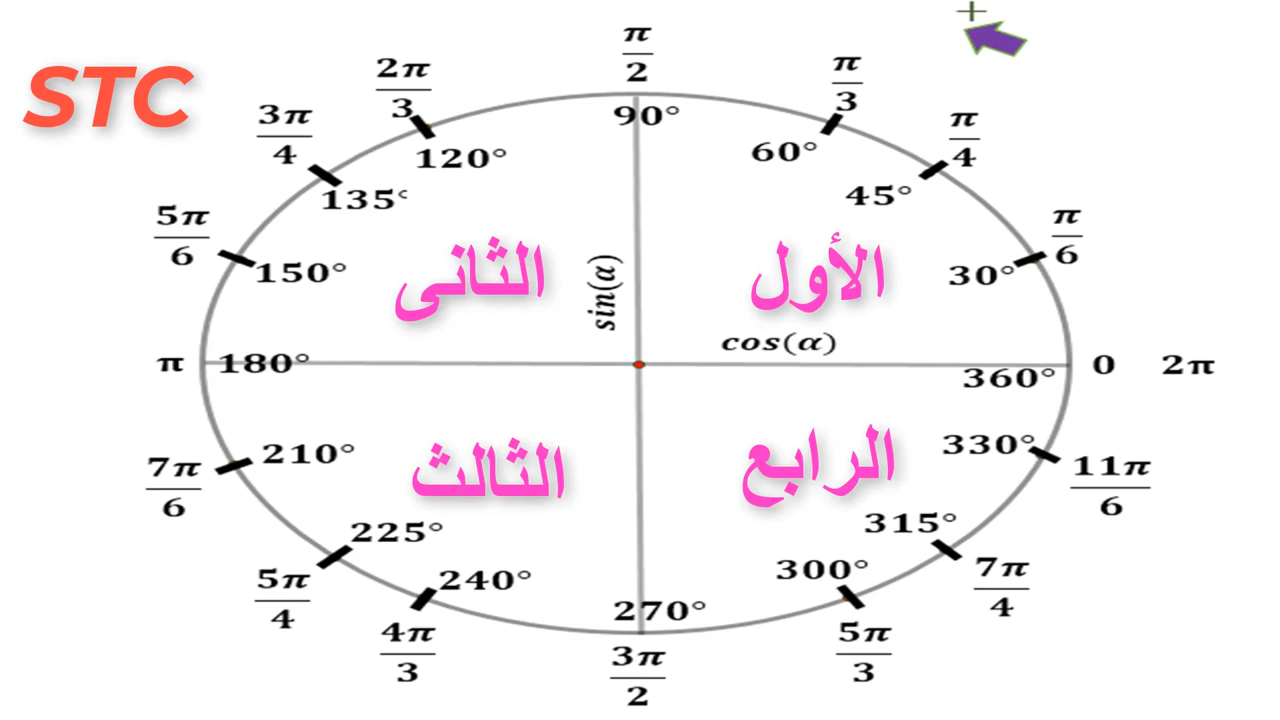 STC
π/2
2π/3
π/3
90°
3π/4
π/4
120°
60°
135°
45°
5π/6
π/6
150°
30°
الثانى
sin(α)
الأول
cos(α)
π
180°
360°
0
2π
210°
330°
7π/6
11π/6
الثالث
الرابع
225°
315°
5π/4
7π/4
240°
300°
270°
4π/3
5π/3
3π/2